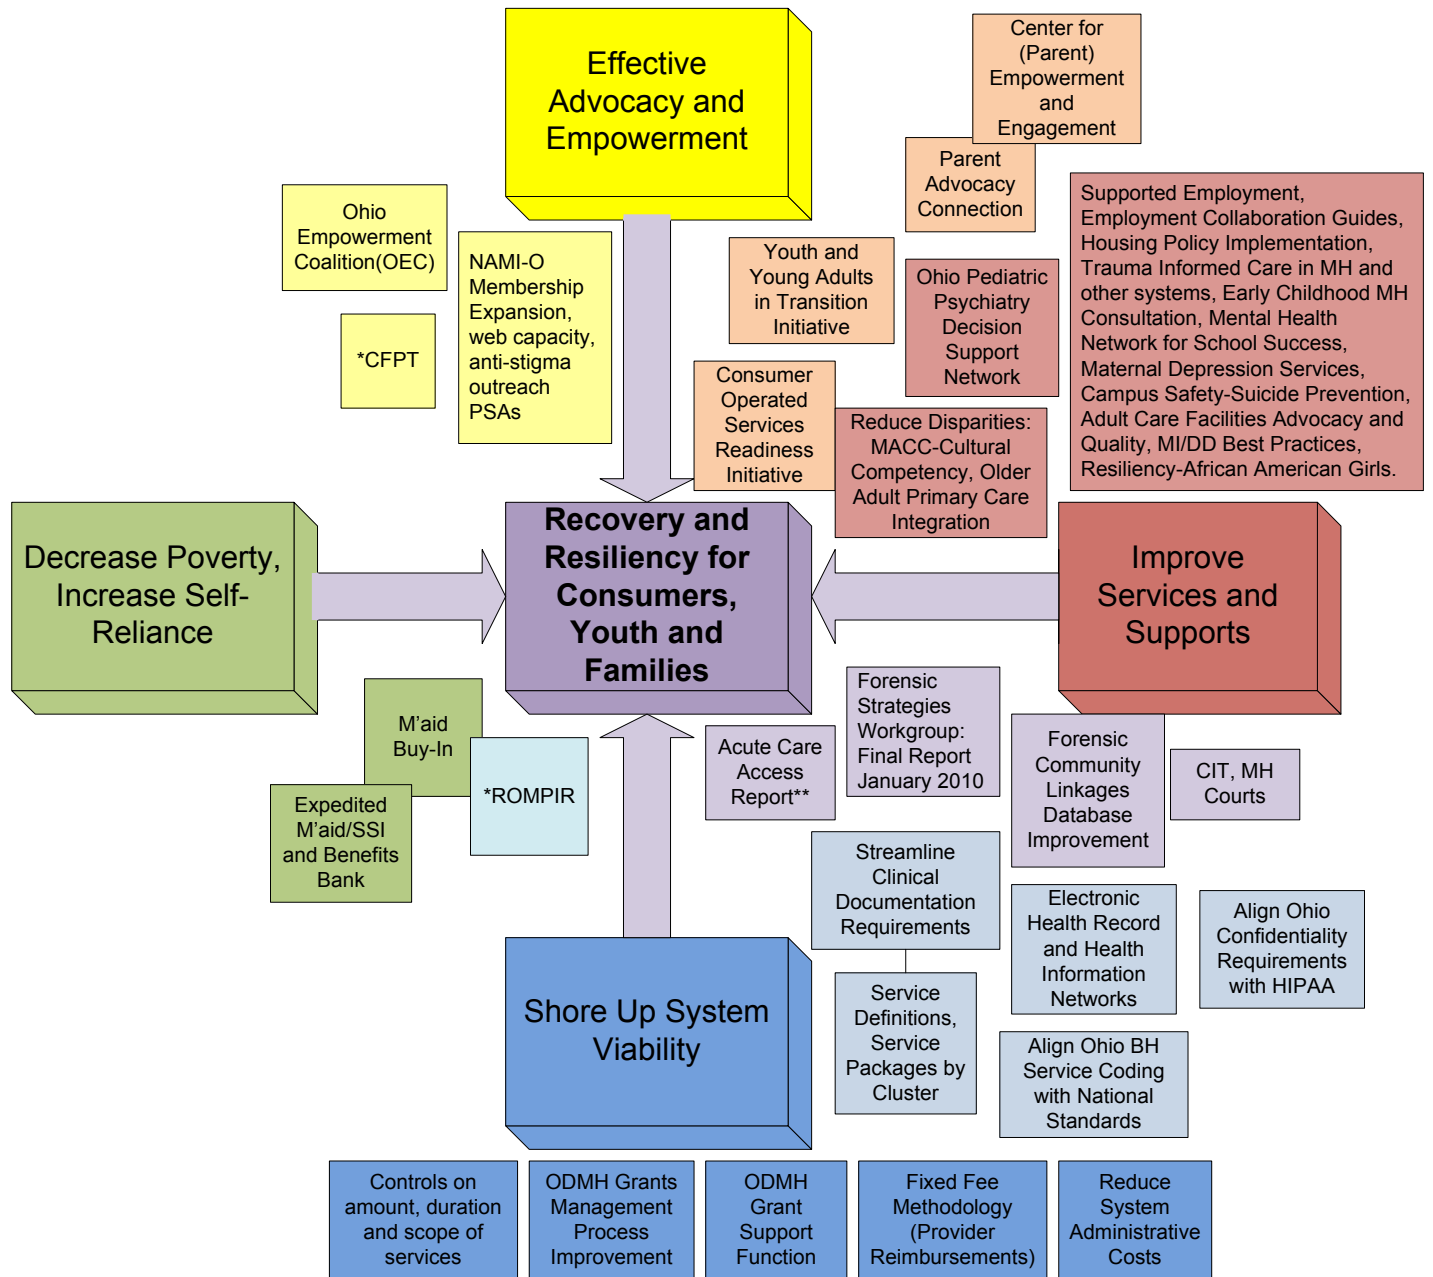 Effective
Advocacy and
Empowerment
Center for
(Parent)
Empowerment
and
Engagement
Parent
Advocacy
Connection
Ohio
Empowerment
Coalition(OEC)
NAMI-O
Membership
Expansion,
web capacity,
anti-stigma
outreach
PSAs
*CFPT
Youth and
Young Adults
in Transition
Initiative
Ohio Pediatric
Psychiatry
Decision
Support
Network
Supported Employment,
Employment Collaboration Guides,
Housing Policy Implementation,
Trauma Informed Care in MH and
other systems, Early Childhood MH
Consultation, Mental Health
Network for School Success,
Maternal Depression Services,
Campus Safety-Suicide Prevention,
Adult Care Facilities Advocacy and
Quality, MI/DD Best Practices,
Resiliency-African American Girls.
Consumer
Operated
Services
Readiness
Initiative
Reduce Disparities:
MACC-Cultural
Competency, Older
Adult Primary Care
Integration
Decrease Poverty,
Increase Self-
Reliance
Recovery and
Resiliency for
Consumers,
Youth and
Families
Improve
Services and
Supports
M'aid
Buy-In
*ROMPIR
Expedited
M'aid/SSI
and Benefits
Bank
Acute Care
Access
Report**
Forensic
Strategies
Workgroup:
Final Report
January 2010
Forensic
Community
Linkages
Database
Improvement
CIT, MH
Courts
Streamline
Clinical
Documentation
Requirements
Electronic
Health Record
and Health
Information
Networks
Align Ohio
Confidentiality
Requirements
with HIPAA
Shore Up System
Viability
Service
Definitions,
Service
Packages by
Cluster
Align Ohio BH
Service Coding
with National
Standards
Controls on
amount, duration
and scope of
services
ODMH Grants
Management
Process
Improvement
ODMH
Grant
Support
Function
Fixed Fee
Methodology
(Provider
Reimbursements)
Reduce
System
Administrative
Costs